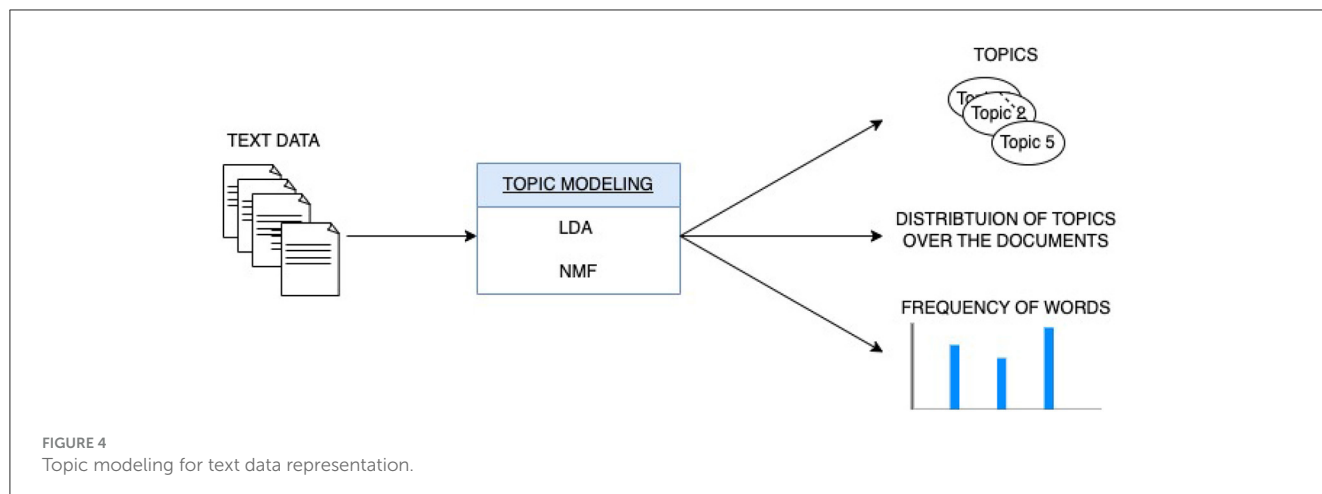 TOPICS
Topic 2
Topic 5
TEXT DATA
TOPIC MODELING
LDA
NMF
DISTRIBTUION OF TOPICS
OVER THE DOCUMENTS
FREQUENCY OF WORDS
FIGURE 4
Topic modeling for text data representation.